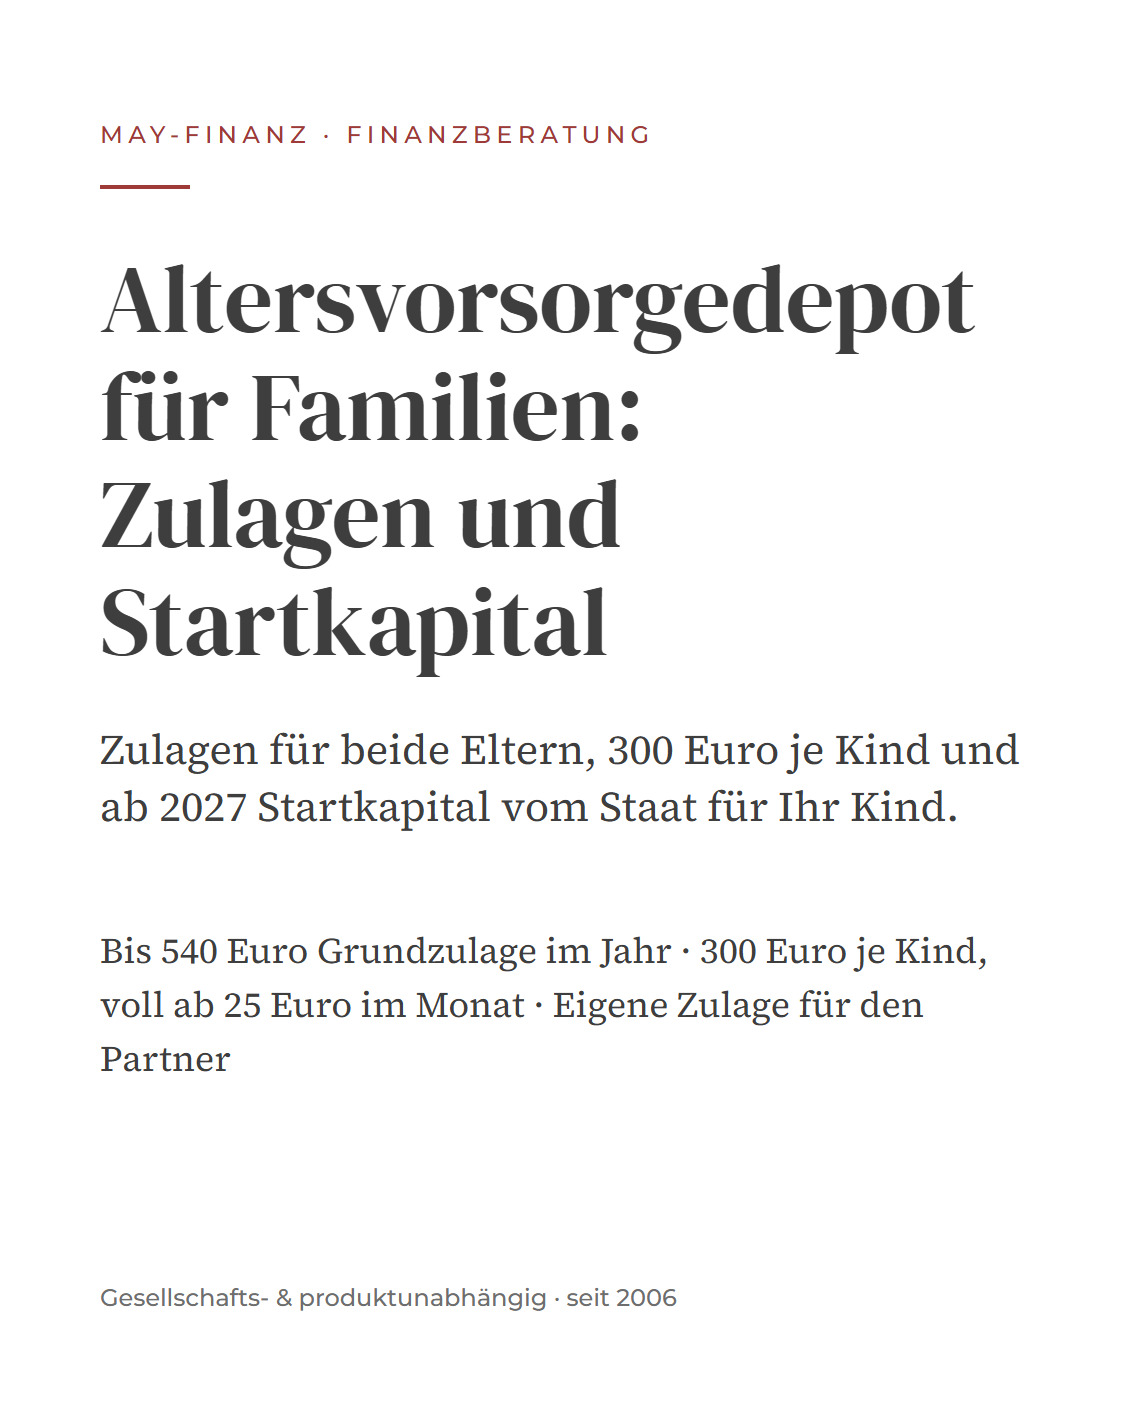 MAY-FINANZ · FINANZBERATUNG
Altersvorsorgedepot
für Familien:
Zulagen und
Startkapital
Zulagen für beide Eltern, 300 Euro je Kind und
ab 2027 Startkapital vom Staat für Ihr Kind.
Bis 540 Euro Grundzulage im Jahr · 300 Euro je Kind,
voll ab 25 Euro im Monat · Eigene Zulage für den
Partner
Gesellschafts- & produktunabhängig · seit 2006